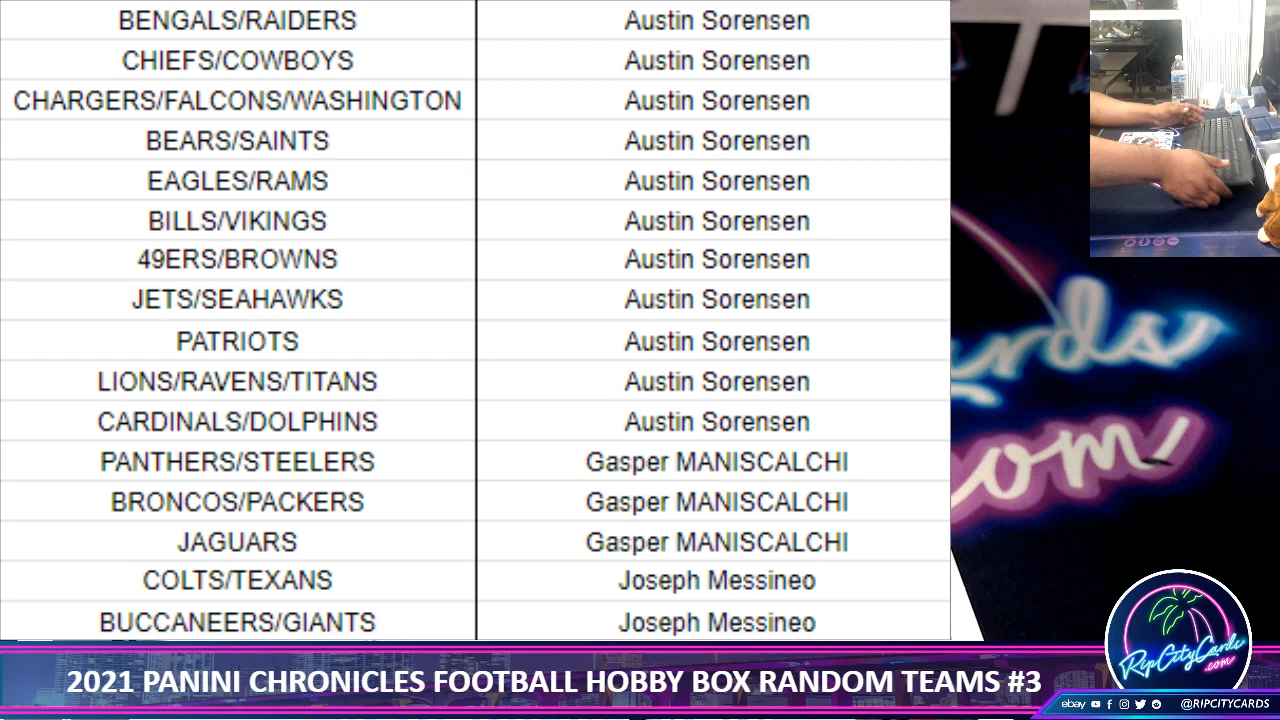 BENGALS/RAIDERS Austin Sorensen
CHIEFS/COWBOYS Austin Sorensen
CHARGERS/FALCONS/WASHINGTON Austin Sorensen
BEARS/SAINTS Austin Sorensen
EAGLES/RAMS Austin Sorensen
BILLS/VIKINGS Austin Sorensen
49ERS/BROWNS Austin Sorensen
JETS/SEAHAWKS Austin Sorensen
PATRIOTS Austin Sorensen
LIONS/RAVENS/TITANS Austin Sorensen
CARDINALS/DOLPHINS Austin Sorensen
PANTHERS/STEELERS Gasper MANISCALCHI
BRONCOS/PACKERS Gasper MANISCALCHI
JAGUARS Gasper MANISCALCHI
COLTS/TEXANS Joseph Messineo
BUCCANEERS/GIANTS Joseph Messineo
ards
com
RipCityCards
.com
2021 PANINI CHRONICLES FOOTBALL HOBBY BOX RANDOM TEAMS #3
ebay @RIPCITYCARDS